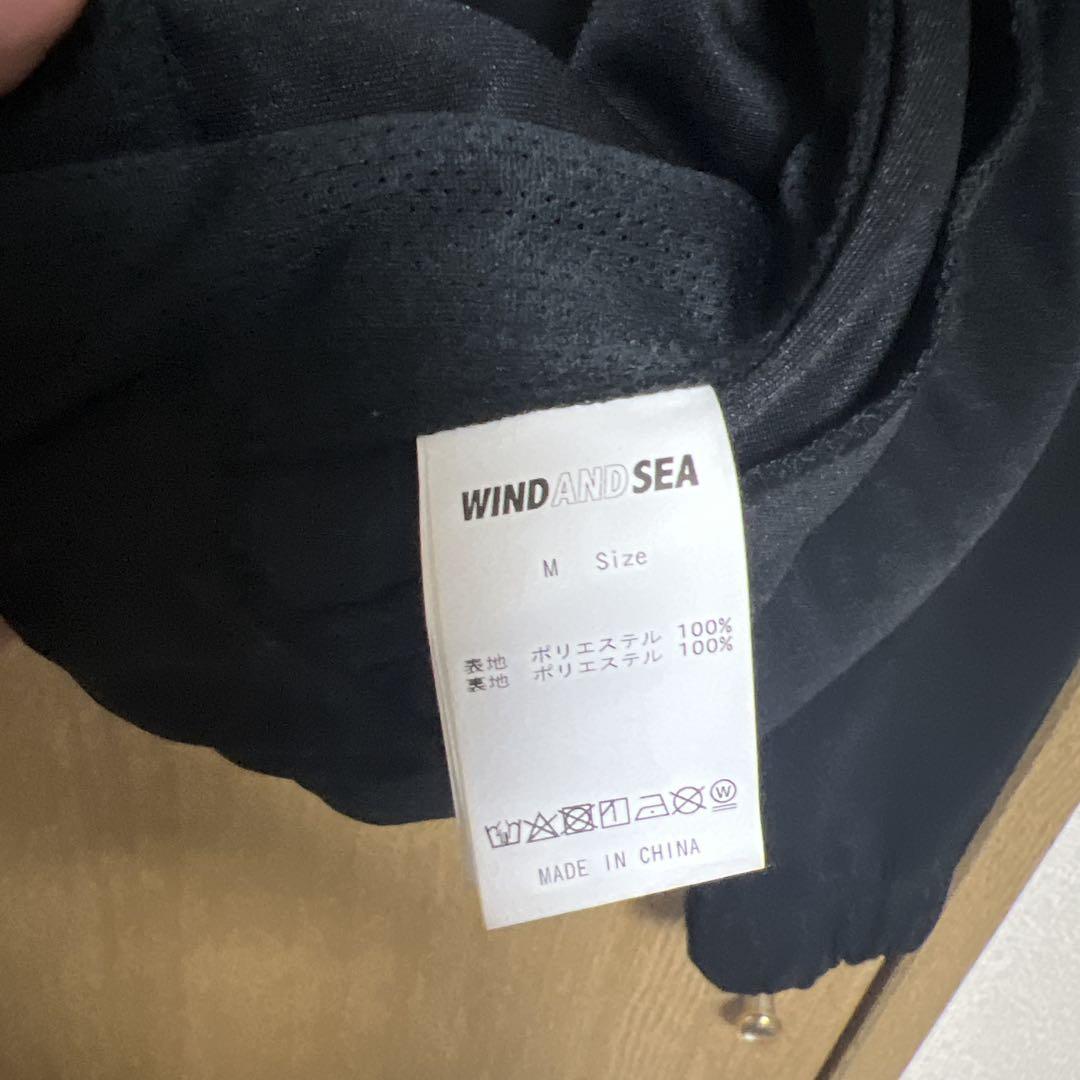 WINDANDSEA
M Size
表地 ポリエステル 100%
裏地 ポリエステル 100%
W
MADE IN CHINA